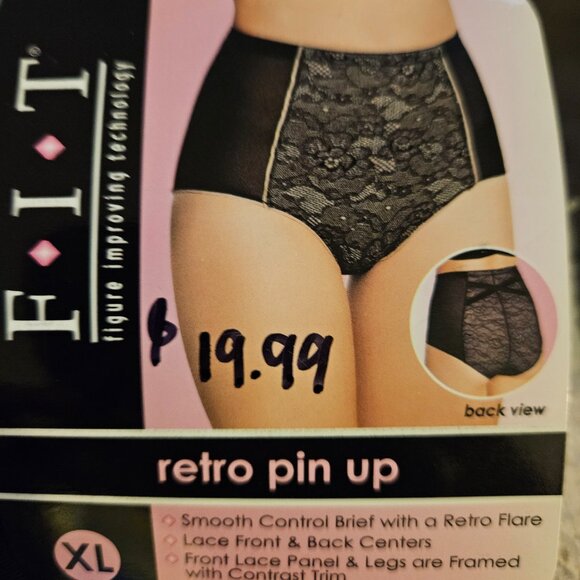 F♦I♦T®
figure improving technology
$19.99
back view
retro pin up
XL
Smooth Control Brief with a Retro Flare
Lace Front & Back Centers
Front Lace Panel & Legs are Framed
with Contrast Trim